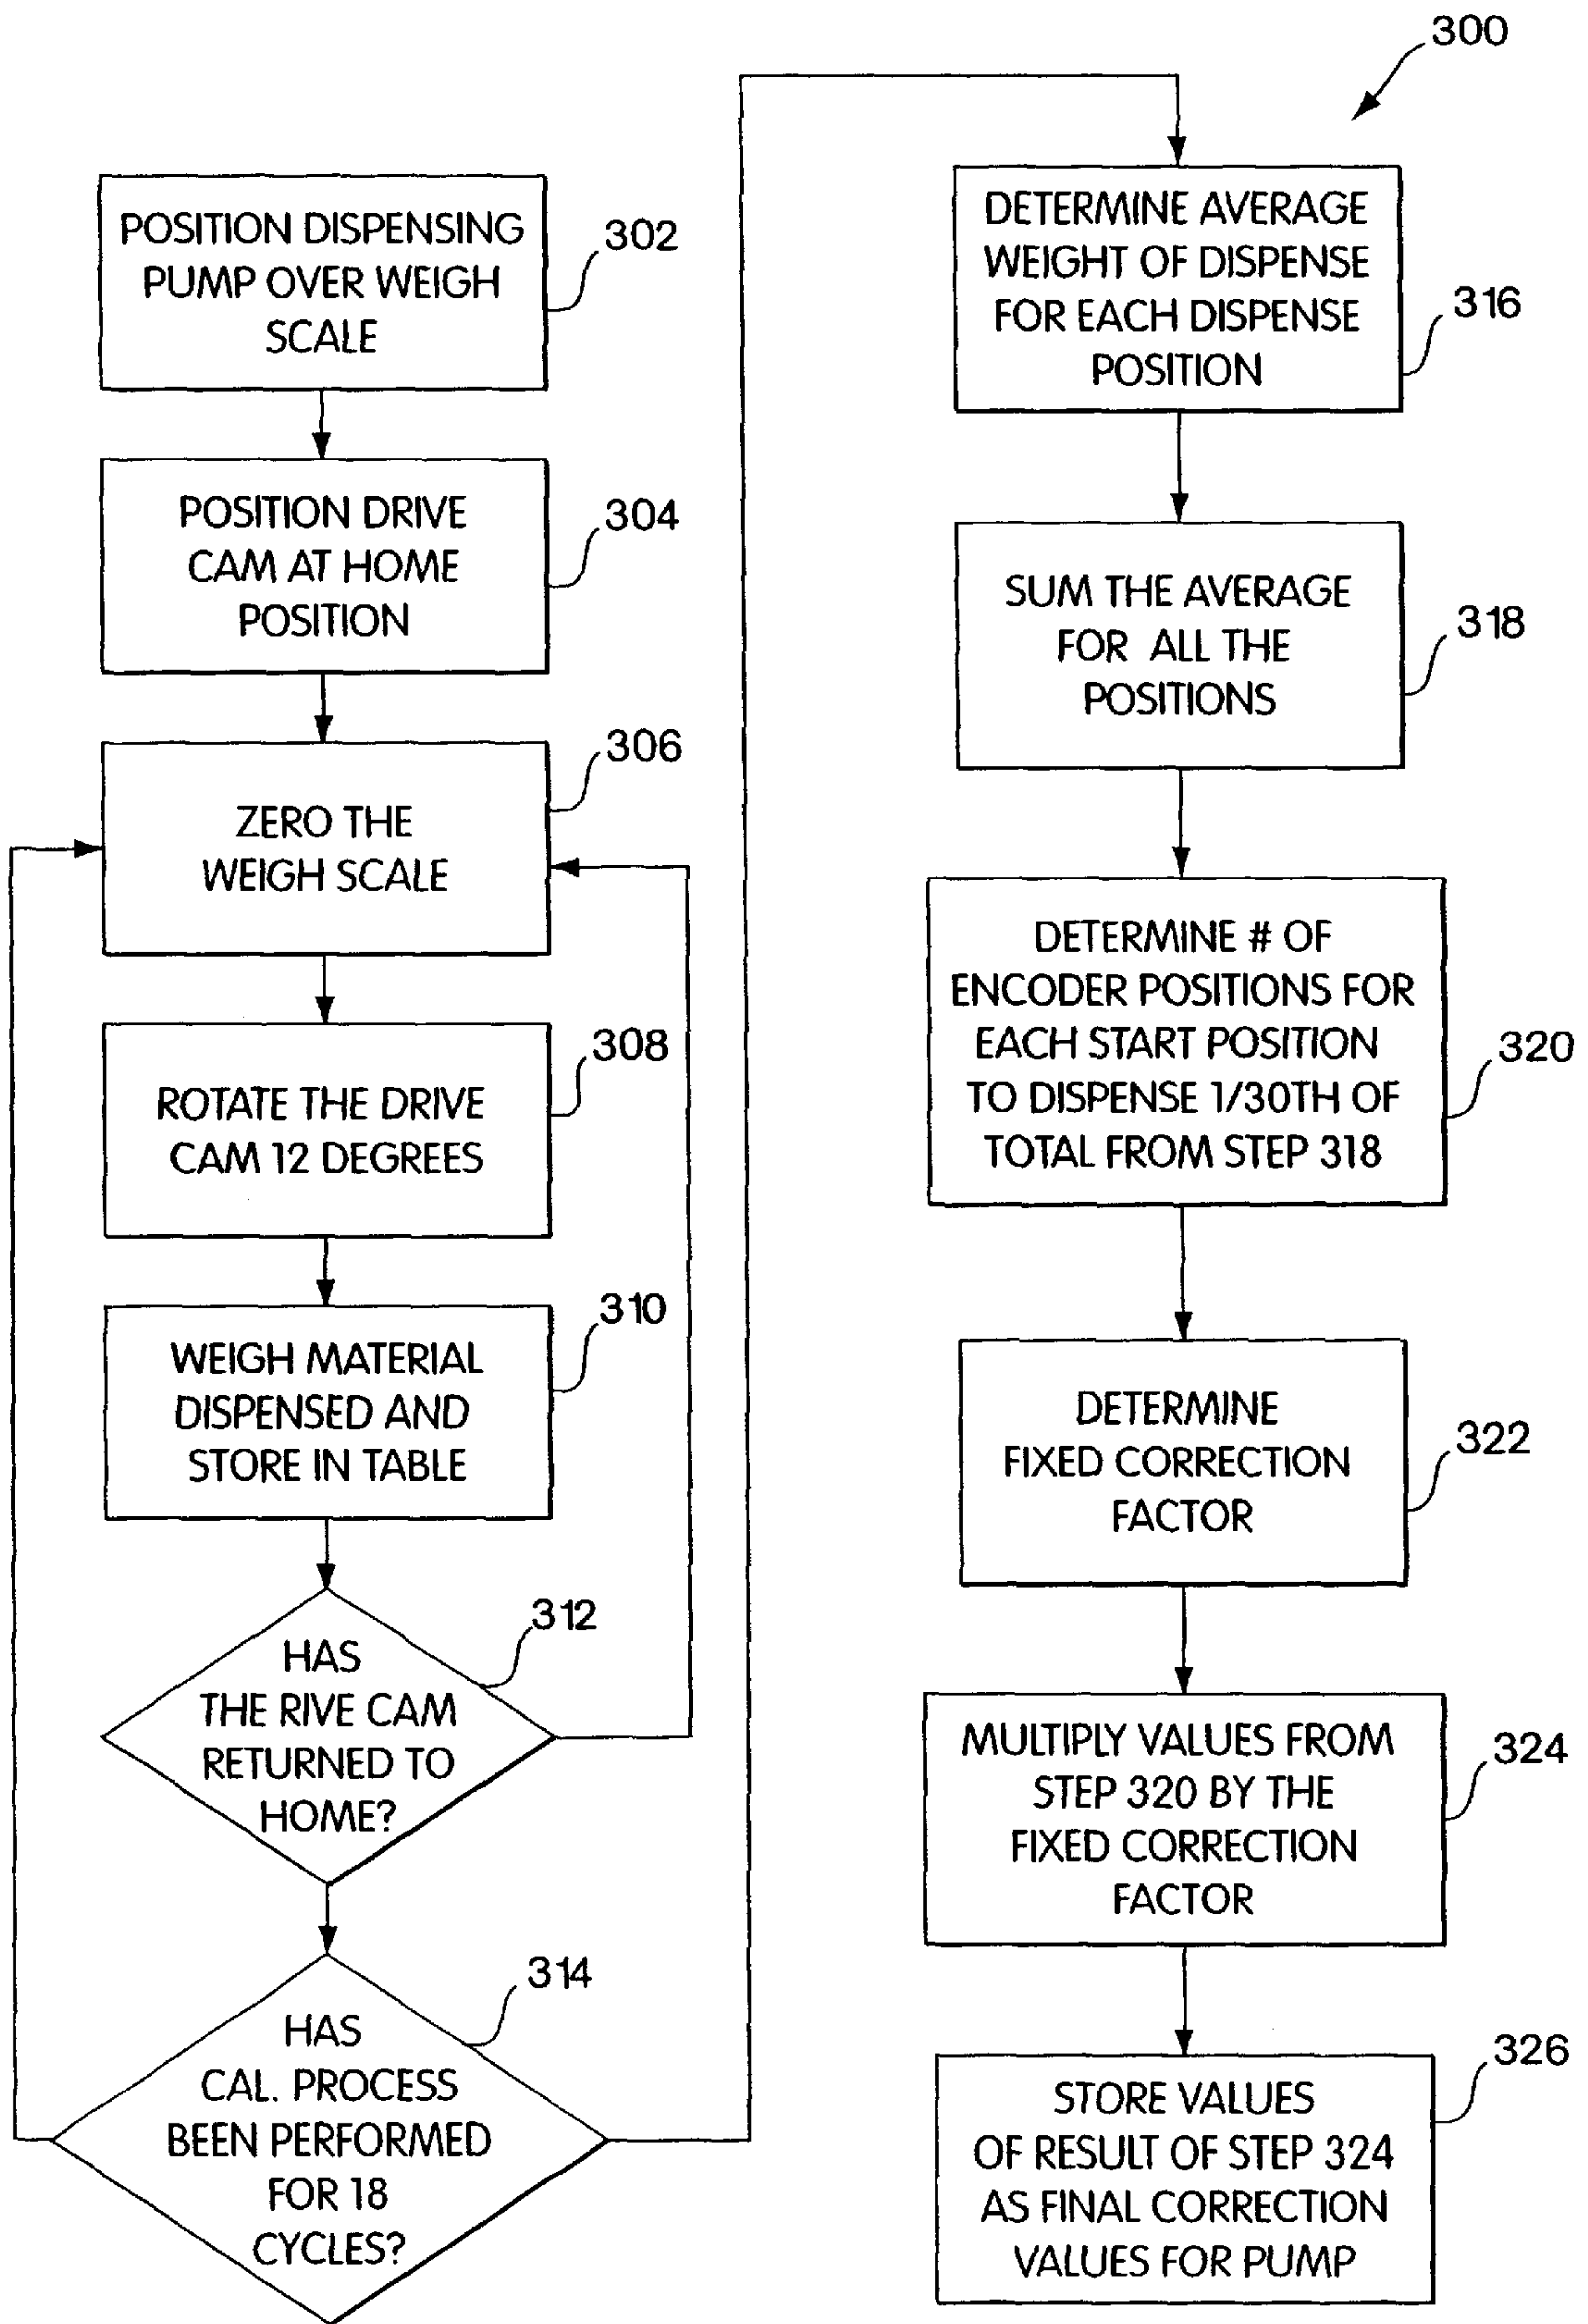 300
POSITION DISPENSING
PUMP OVER WEIGH
SCALE
302
POSITION DRIVE
CAM AT HOME
POSITION
304
ZERO THE
WEIGH SCALE
306
ROTATE THE DRIVE
CAM 12 DEGREES
308
WEIGH MATERIAL
DISPENSED AND
STORE IN TABLE
310
HAS
THE RIVE CAM
RETURNED TO
HOME?
312
HAS
CAL. PROCESS
BEEN PERFORMED
FOR 18
CYCLES?
314
DETERMINE AVERAGE
WEIGHT OF DISPENSE
FOR EACH DISPENSE
POSITION
316
SUM THE AVERAGE
FOR ALL THE
POSITIONS
318
DETERMINE # OF
ENCODER POSITIONS FOR
EACH START POSITION
TO DISPENSE 1/30TH OF
TOTAL FROM STEP 318
320
DETERMINE
FIXED CORRECTION
FACTOR
322
MULTIPLY VALUES FROM
STEP 320 BY THE
FIXED CORRECTION
FACTOR
324
STORE VALUES
OF RESULT OF STEP 324
AS FINAL CORRECTION
VALUES FOR PUMP
326